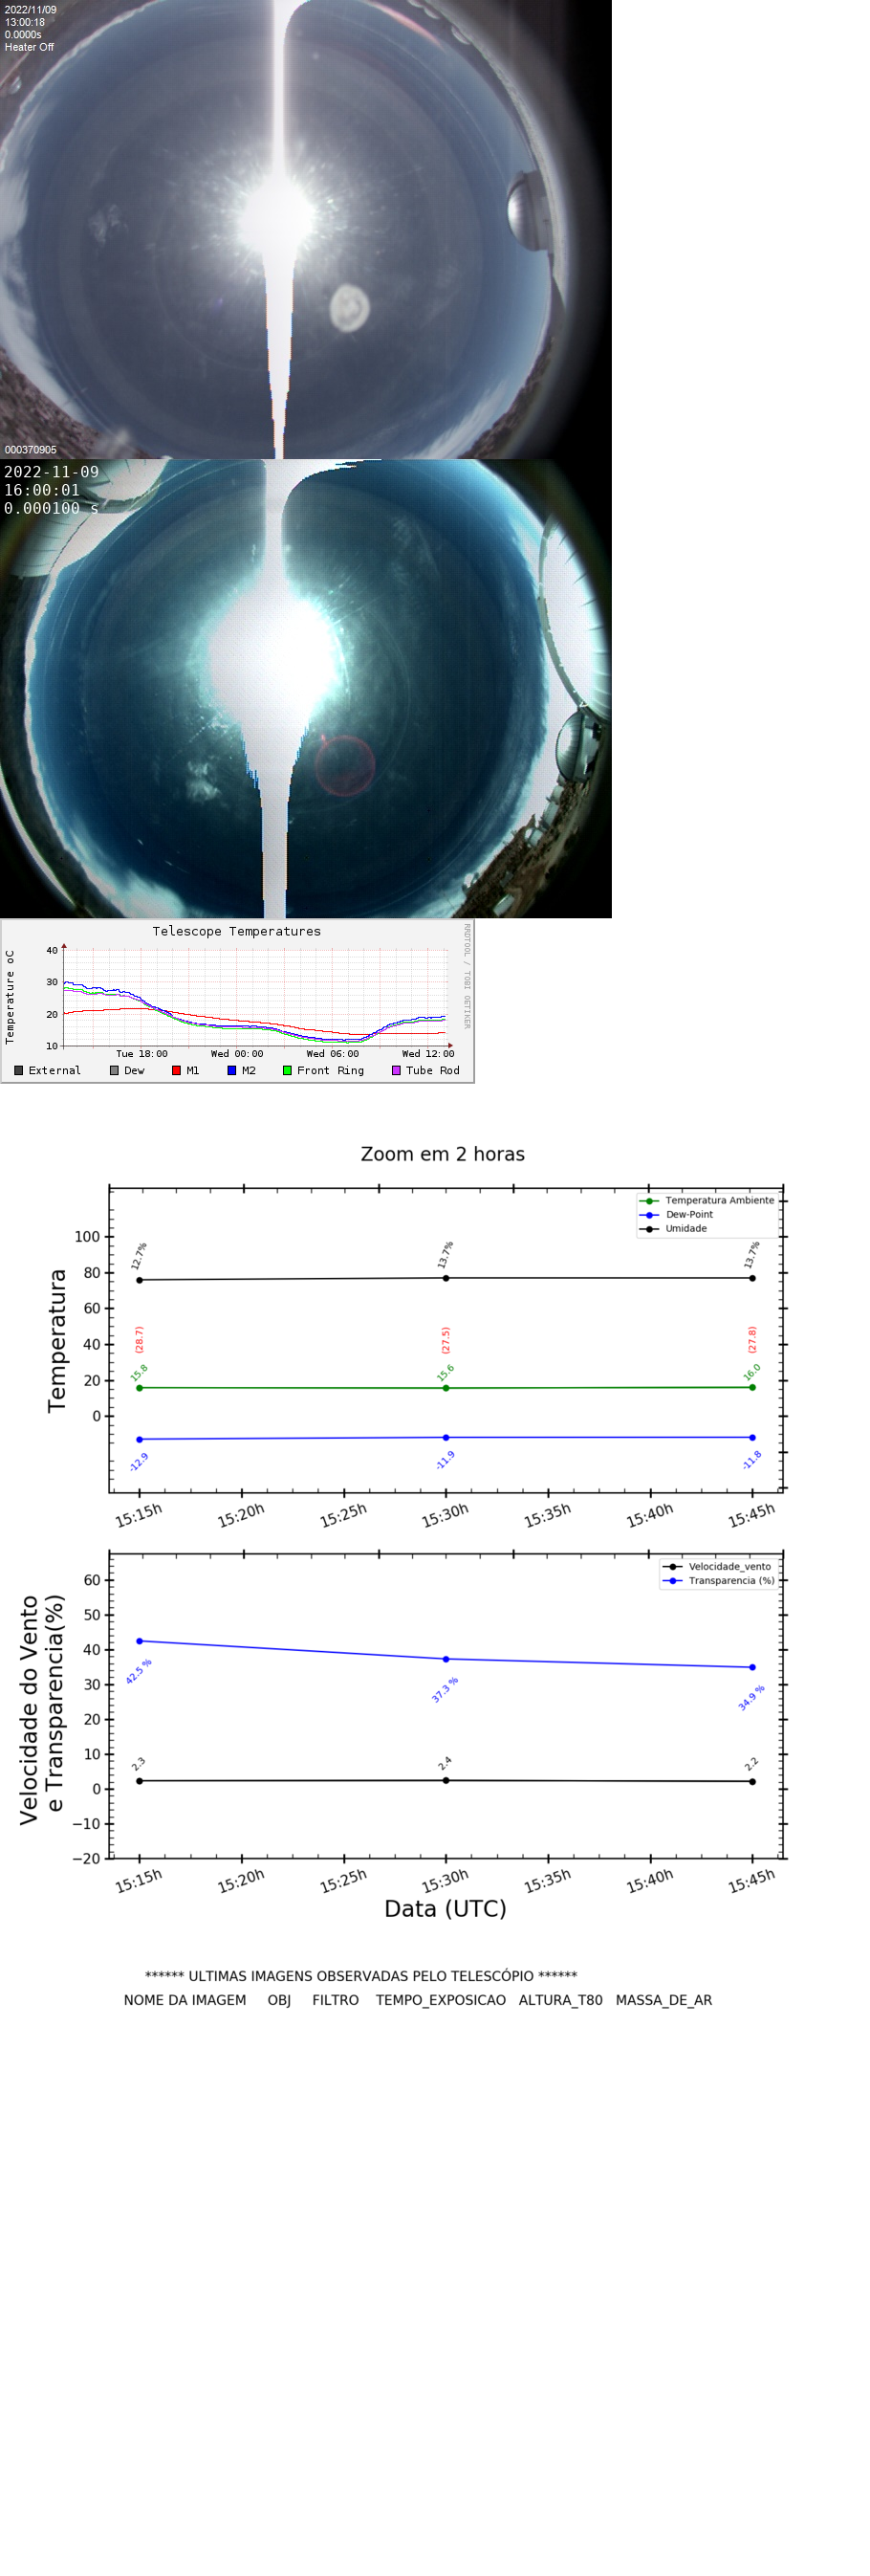 2022/11/09
13:00:18
0.0000s
Heater Off
000370905
2022-11-09
16:00:01
0.000100 s
Telescope Temperatures
RRDTOOL / TOBI OETIKER
Temperature oC
40
30
20
10
Tue 18:00 Wed 00:00 Wed 06:00 Wed 12:00
External Dew M1 M2 Front Ring Tube Rod
Zoom em 2 horas
Temperatura Ambiente
Dew-Point
Umidade
Temperatura
100
80
60
40
20
0
12.7% 13.7% 13.7%
(28.7) (27.5) (27.8)
15.8 15.6 16.0
-12.9 -11.9 -11.8
15:15h 15:20h 15:25h 15:30h 15:35h 15:40h 15:45h
Velocidade_vento
Transparencia (%)
Velocidade do Vento
e Transparencia(%)
60
50
40
30
20
10
0
−10
−20
42.5 % 37.3 % 34.9 %
2.3 2.4 2.2
15:15h 15:20h 15:25h 15:30h 15:35h 15:40h 15:45h
Data (UTC)
****** ULTIMAS IMAGENS OBSERVADAS PELO TELESCÓPIO ******
NOME DA IMAGEM OBJ FILTRO TEMPO_EXPOSICAO ALTURA_T80 MASSA_DE_AR